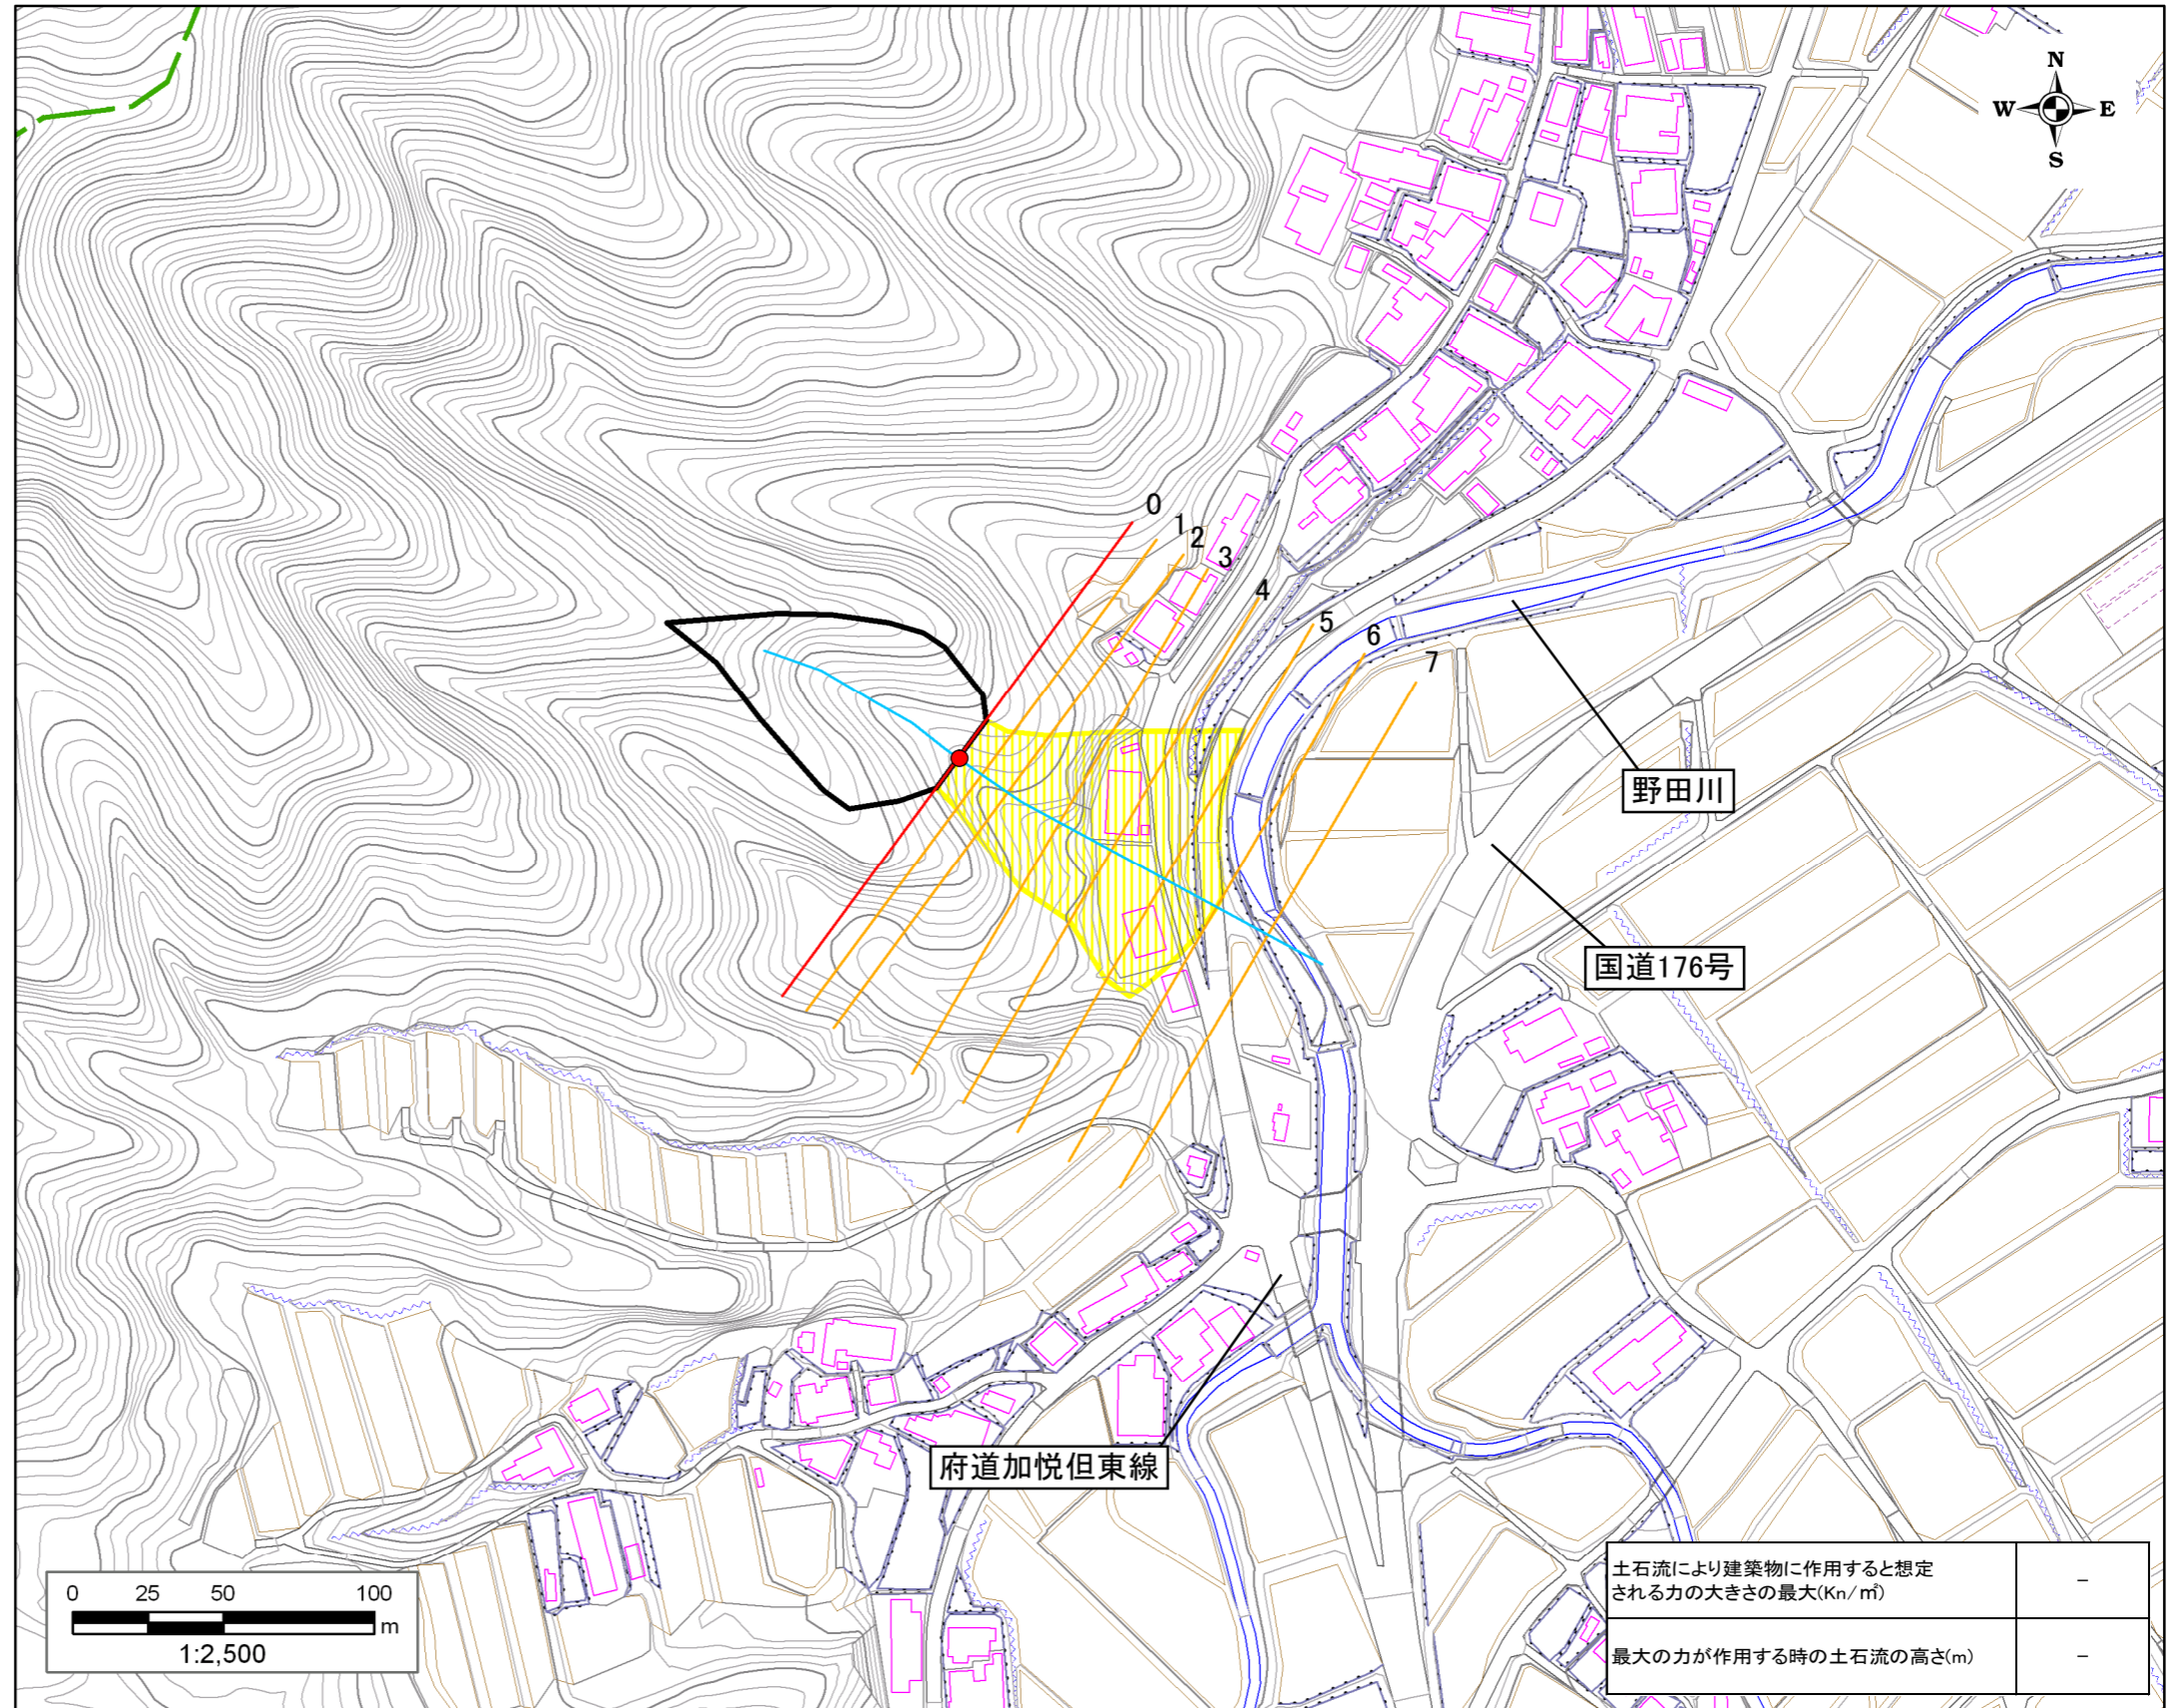 N
W E
S
0
1
2
3
4
5
6
7
野田川
国道176号
府道加悦但東線
0 25 50 100
m
1:2,500
土石流により建築物に作用すると想定
される力の大きさの最大(Kn/㎡)
-
最大の力が作用する時の土石流の高さ(m)
-